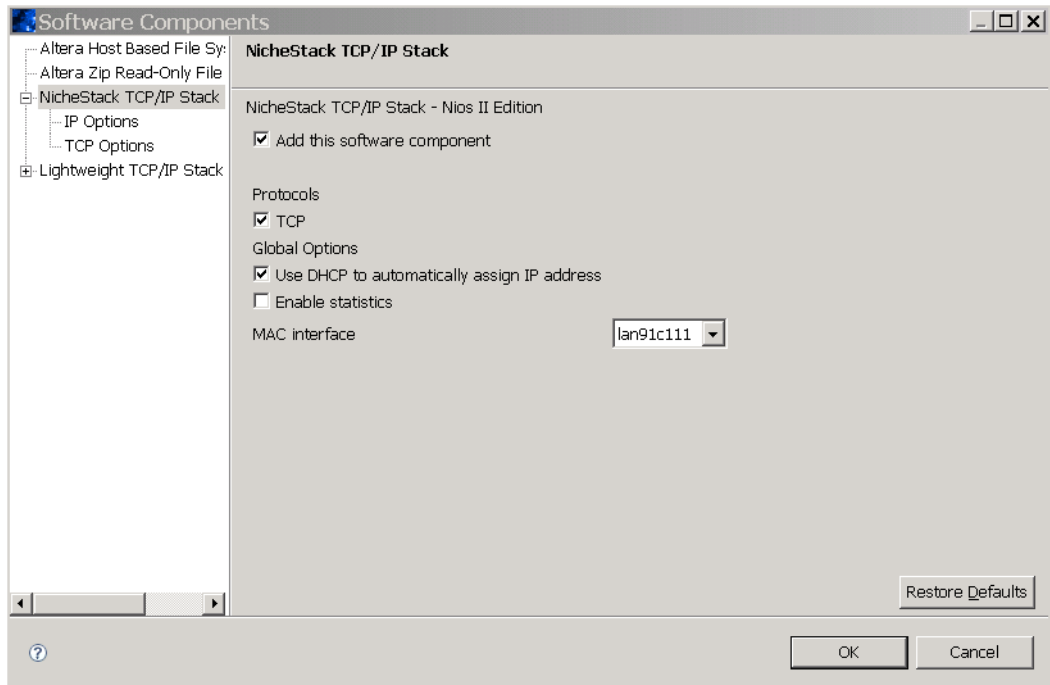 Software Components
Altera Host Based File Sy
Altera Zip Read-Only File
NicheStack TCP/IP Stack
IP Options
TCP Options
Lightweight TCP/IP Stack
NicheStack TCP/IP Stack
NicheStack TCP/IP Stack - Nios II Edition
Add this software component
Protocols
TCP
Global Options
Use DHCP to automatically assign IP address
Enable statistics
MAC interface lan91c111
Restore Defaults
? OK Cancel